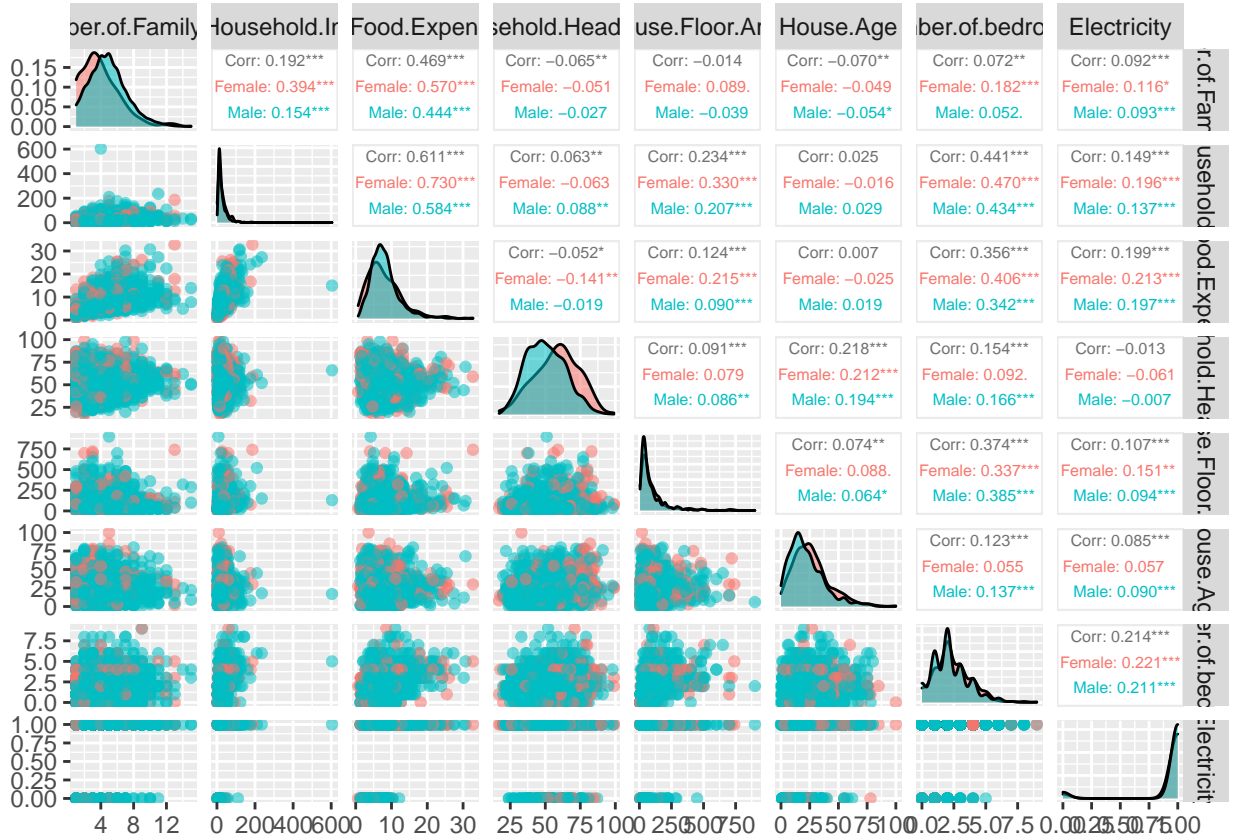 ber.of.Family Household.In Food.Expen sehold.Head use.Floor.Ar House.Age ber.of.bedro Electricity
0.15
0.10
0.05
0.00
Corr: 0.192*** Corr: 0.469*** Corr: −0.065** Corr: −0.014 Corr: −0.070** Corr: 0.072** Corr: 0.092***
Female: 0.394*** Female: 0.570*** Female: −0.051 Female: 0.089. Female: −0.049 Female: 0.182*** Female: 0.116*
Male: 0.154*** Male: 0.444*** Male: −0.027 Male: −0.039 Male: −0.054* Male: 0.052. Male: 0.093***
r.of.Fam
600
400
200
0
Corr: 0.611*** Corr: 0.063** Corr: 0.234*** Corr: 0.025 Corr: 0.441*** Corr: 0.149***
Female: 0.730*** Female: −0.063 Female: 0.330*** Female: −0.016 Female: 0.470*** Female: 0.196***
Male: 0.584*** Male: 0.088** Male: 0.207*** Male: 0.029 Male: 0.434*** Male: 0.137***
usehold
30
20
10
0
Corr: −0.052* Corr: 0.124*** Corr: 0.007 Corr: 0.356*** Corr: 0.199***
Female: −0.141** Female: 0.215*** Female: −0.025 Female: 0.406*** Female: 0.213***
Male: −0.019 Male: 0.090*** Male: 0.019 Male: 0.342*** Male: 0.197***
ood.Expe
100
75
50
25
Corr: 0.091*** Corr: 0.218*** Corr: 0.154*** Corr: −0.013
Female: 0.079 Female: 0.212*** Female: 0.092. Female: −0.061
Male: 0.086** Male: 0.194*** Male: 0.166*** Male: −0.007
hold.Hea
750
500
250
0
Corr: 0.074** Corr: 0.374*** Corr: 0.107***
Female: 0.088. Female: 0.337*** Female: 0.151**
Male: 0.064* Male: 0.385*** Male: 0.094***
se.Floor.
100
75
50
25
0
Corr: 0.123*** Corr: 0.085***
Female: 0.055 Female: 0.057
Male: 0.137*** Male: 0.090***
ouse.Ag
7.5
5.0
2.5
0.0
Corr: 0.214***
Female: 0.221***
Male: 0.211***
er.of.bed
1.00
0.75
0.50
0.25
0.00
Electricit
4 8 12 0 200 400 600 0 10 20 30 25 50 75 100 0 250 500 750 0 25 50 75 100 0.0 2.5 5.0 7.5 0.00 0.25 0.50 0.75 1.00